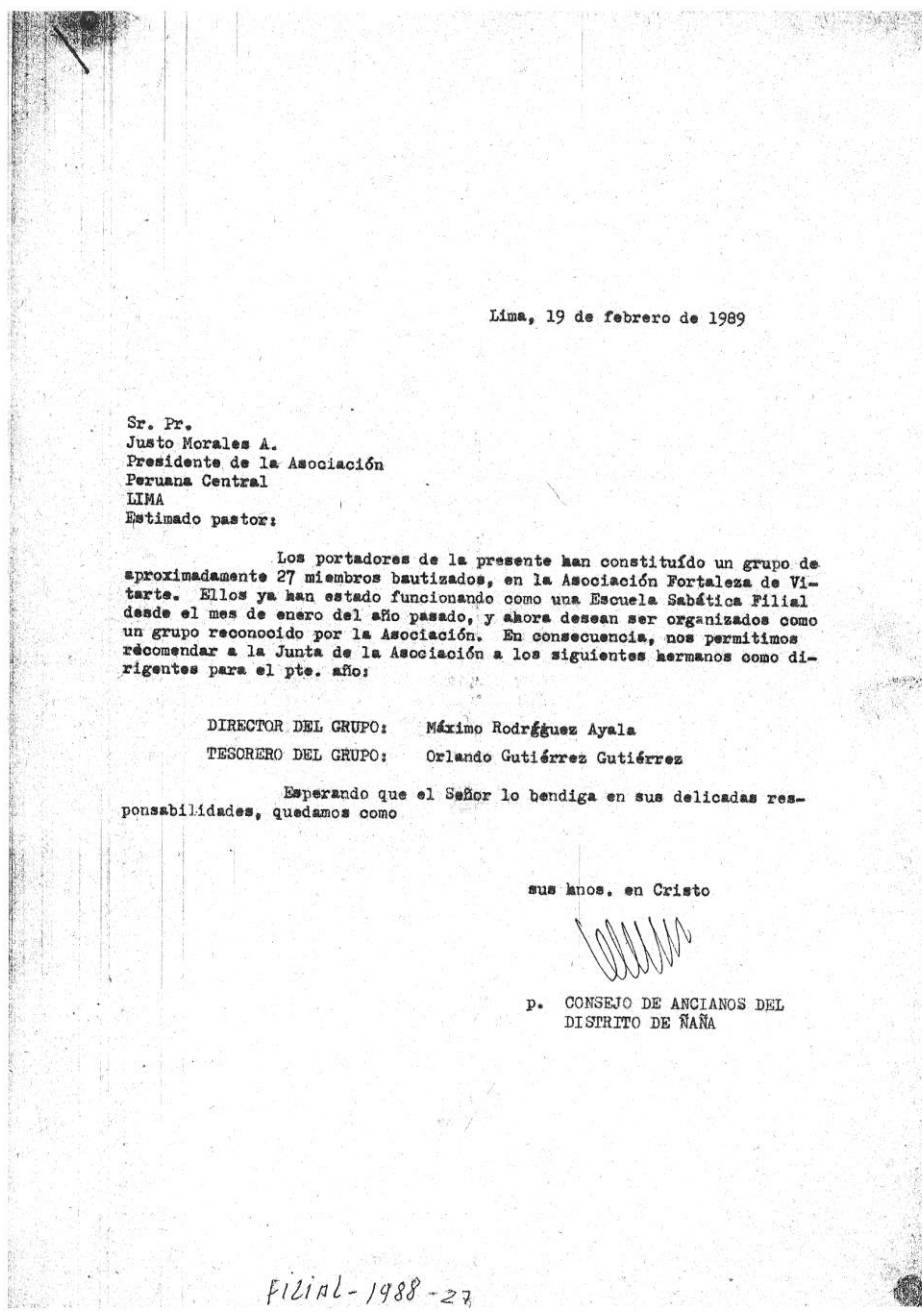 Lima, 19 de febrero de 1989
Sr. Pr.
Justo Morales A.
Presidente de la Asociación
Peruana Central
LIMA
Estimado pastor:
Los portadores de la presente han constituído un grupo de
aproximadamente 27 miembros bautizados, en la Asociación Fortaleza de Vi-
tarte. Ellos ya han estado funcionando como una Escuela Sabática Filial
desde el mes de enero del año pasado, y ahora desean ser organizados como
un grupo reconocido por la Asociación. En consecuencia, nos permitimos
recomendar a la Junta de la Asociación a los siguientes hermanos como di-
rigentes para el pte. año:
DIRECTOR DEL GRUPO: Máximo Rodríguez Ayala
TESORERO DEL GRUPO: Orlando Gutiérrez Gutiérrez
Esperando que el Señor lo bendiga en sus delicadas res-
ponsabilidades, quedamos como
sus hnos. en Cristo
p. CONSEJO DE ANCIANOS DEL
DISTRITO DE ÑAÑA
Filial-1988-27